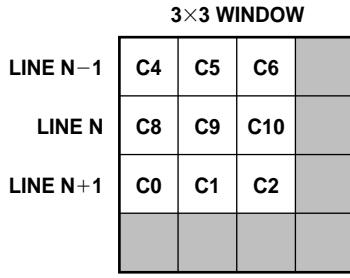 3×3 WINDOW
LINE N−1 C4 C5 C6
LINE N C8 C9 C10
LINE N+1 C0 C1 C2